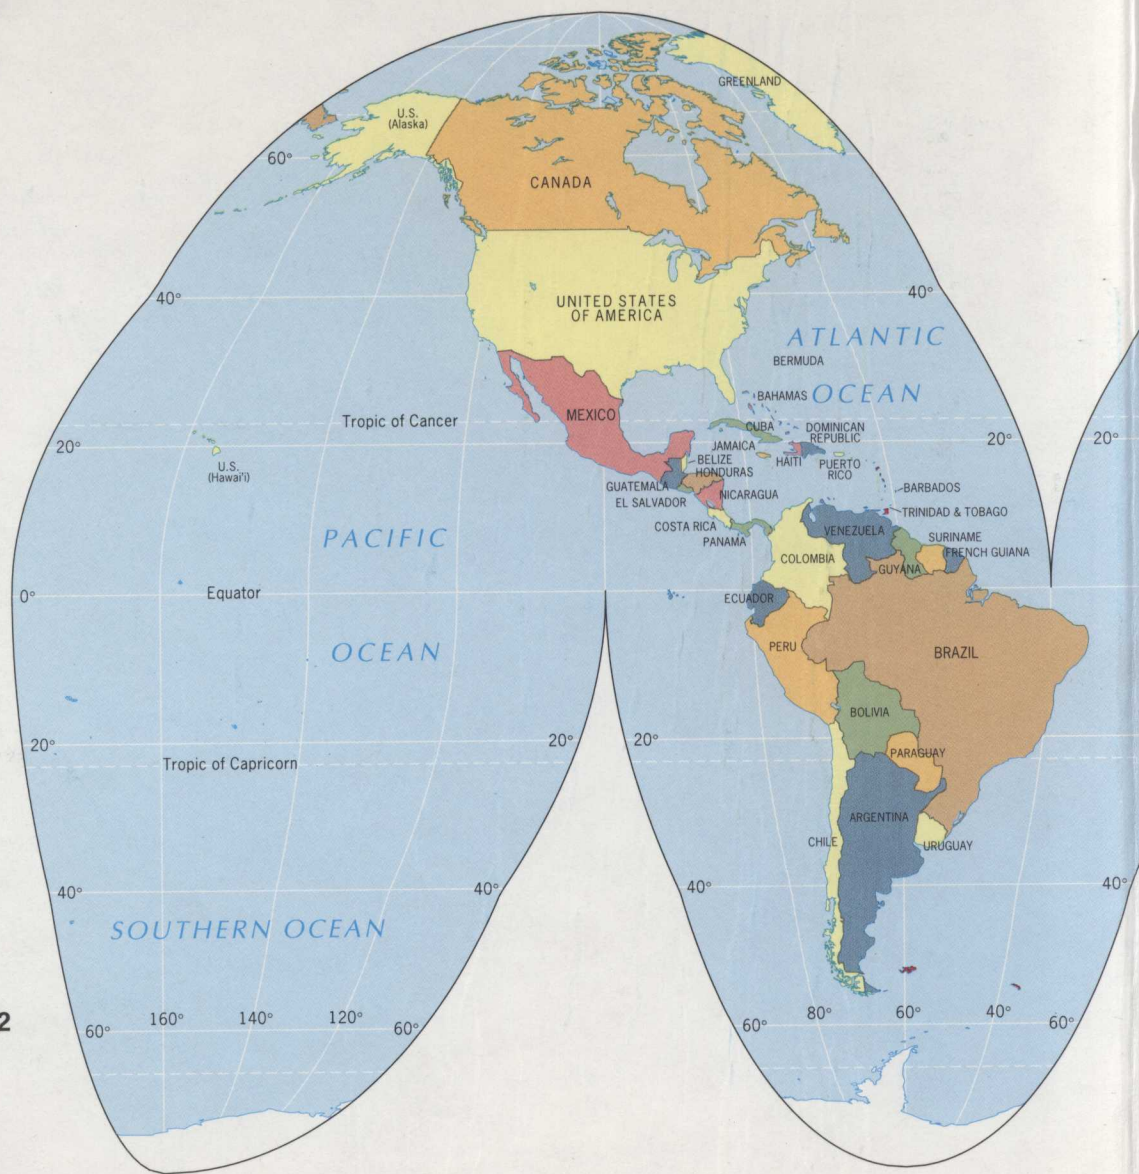 GREENLAND
U.S.
(Alaska)
60°
CANADA
40°
UNITED STATES
OF AMERICA
40°
ATLANTIC
BERMUDA
OCEAN
BAHAMAS
MEXICO
Tropic of Cancer
CUBA
DOMINICAN
REPUBLIC
20°
JAMAICA
HAITI
20°
20°
U.S.
(Hawai'i)
BELIZE
HONDURAS
PUERTO
RICO
GUATEMALA
EL SALVADOR
NICARAGUA
BARBADOS
TRINIDAD & TOBAGO
COSTA RICA
PANAMA
VENEZUELA
SURINAME
FRENCH GUIANA
PACIFIC
COLOMBIA
GUYANA
0°
Equator
ECUADOR
OCEAN
PERU
BRAZIL
BOLIVIA
20°
20°
20°
PARAGUAY
Tropic of Capricorn
ARGENTINA
CHILE
URUGUAY
40°
40°
40°
40°
SOUTHERN OCEAN
2
60°
160°
140°
120°
60°
60°
80°
60°
40°
60°